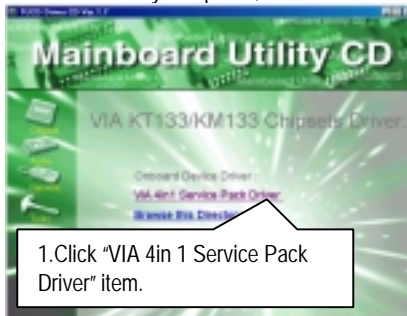 Mainboard Utility CD
VIA KT133/KM133 Chipsets Driver:
Onboard Device Driver :
VIA 4in1 Service Pack Driver
Browse this Director
1.Click “VIA 4in 1 Service Pack
Driver” item.